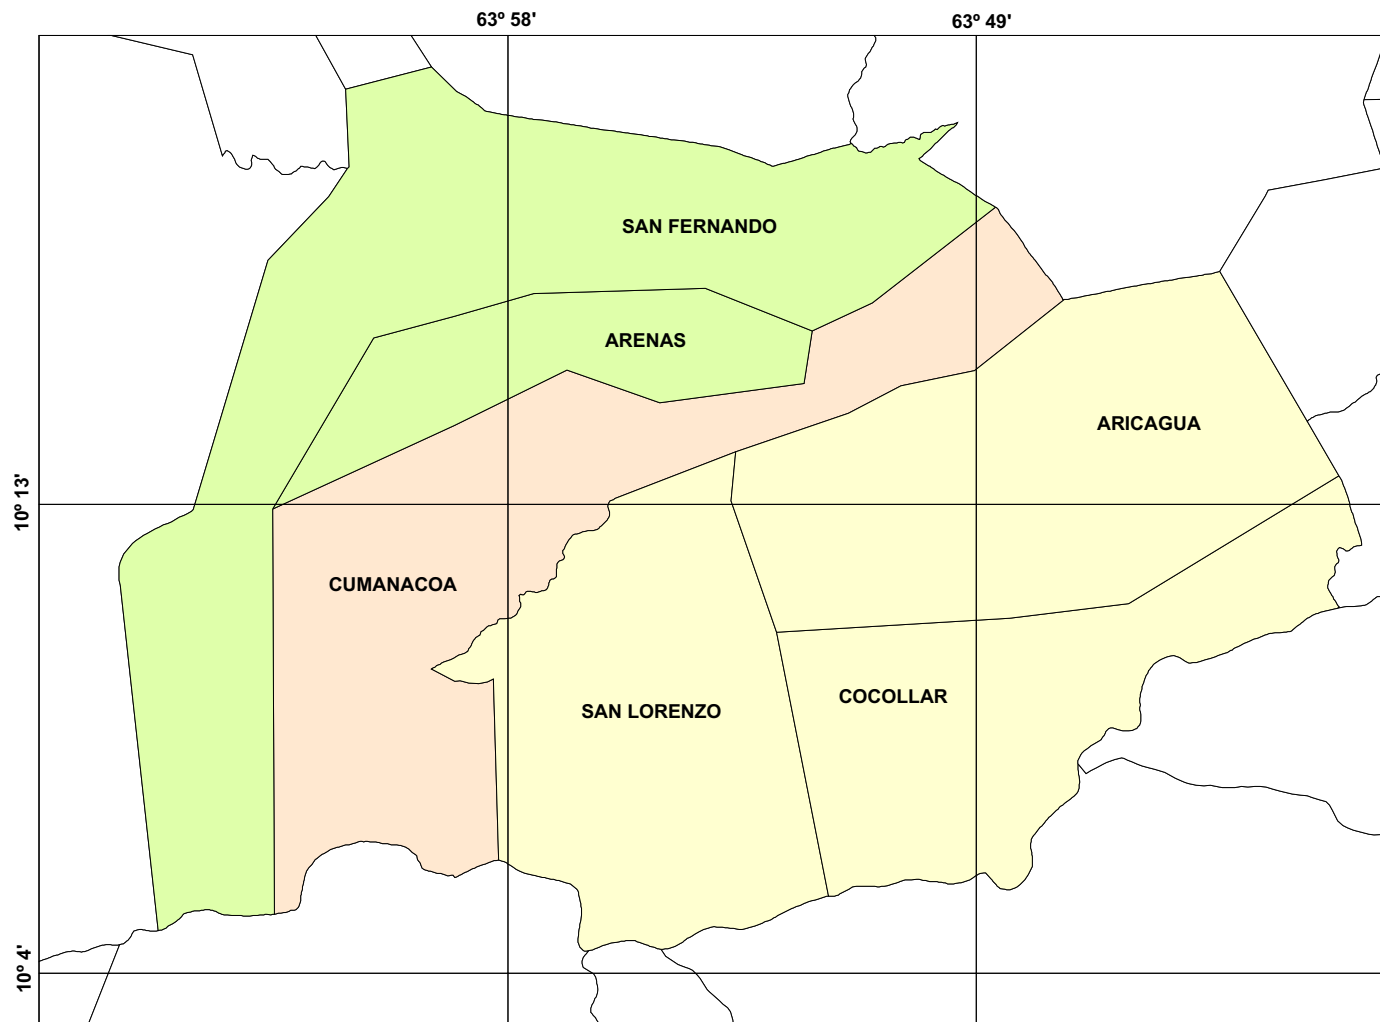 63º 58'
63º 49'
SAN FERNANDO
ARENAS
ARICAGUA
10º 13'
CUMANACOA
COCOLLAR
SAN LORENZO
10º 4'